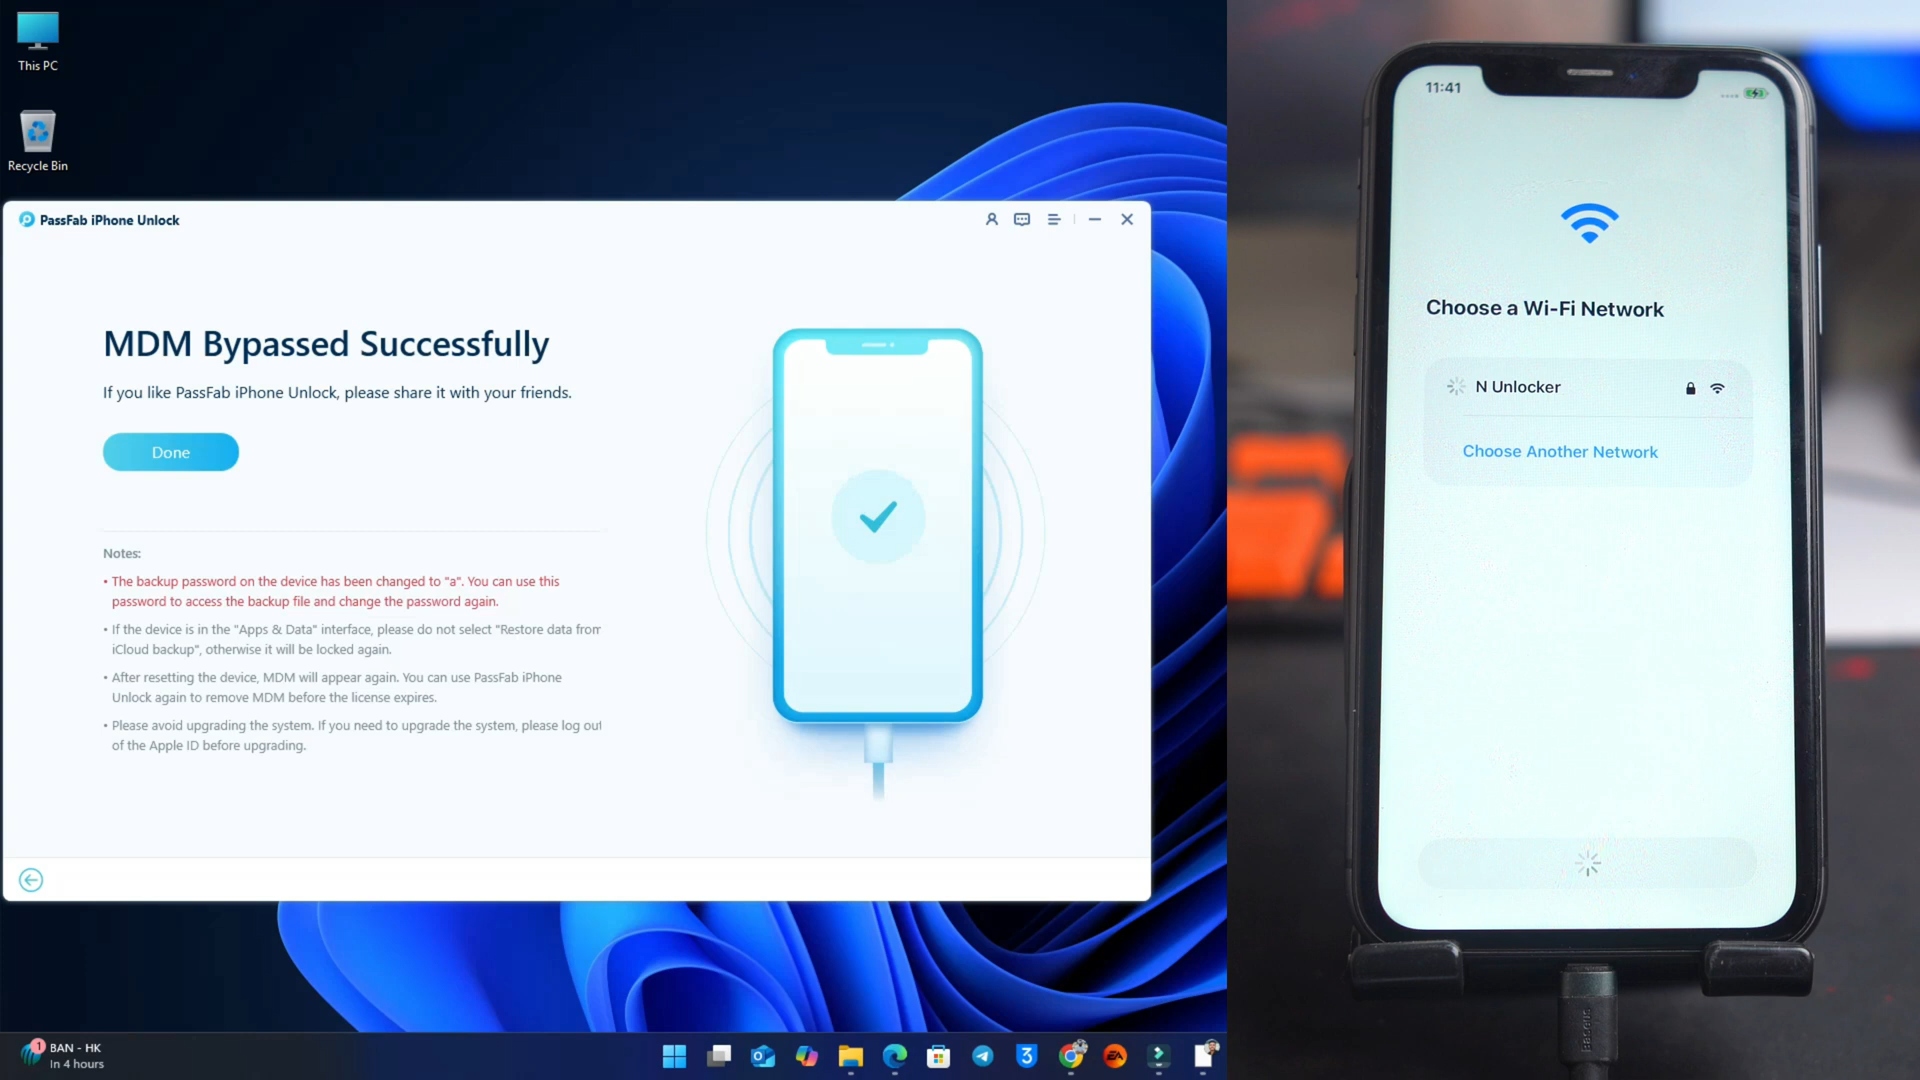 This PC
Recycle Bin
PassFab iPhone Unlock
MDM Bypassed Successfully
If you like PassFab iPhone Unlock, please share it with your friends.
Done
Notes:
• The backup password on the device has been changed to "a". You can use this
password to access the backup file and change the password again.
• If the device is in the "Apps & Data" interface, please do not select "Restore data from
iCloud backup", otherwise it will be locked again.
• After resetting the device, MDM will appear again. You can use PassFab iPhone
Unlock again to remove MDM before the license expires.
• Please avoid upgrading the system. If you need to upgrade the system, please log out
of the Apple ID before upgrading.
1
BAN - HK
In 4 hours
3
EA
11:41
Choose a Wi-Fi Network
N Unlocker
Choose Another Network
baseus